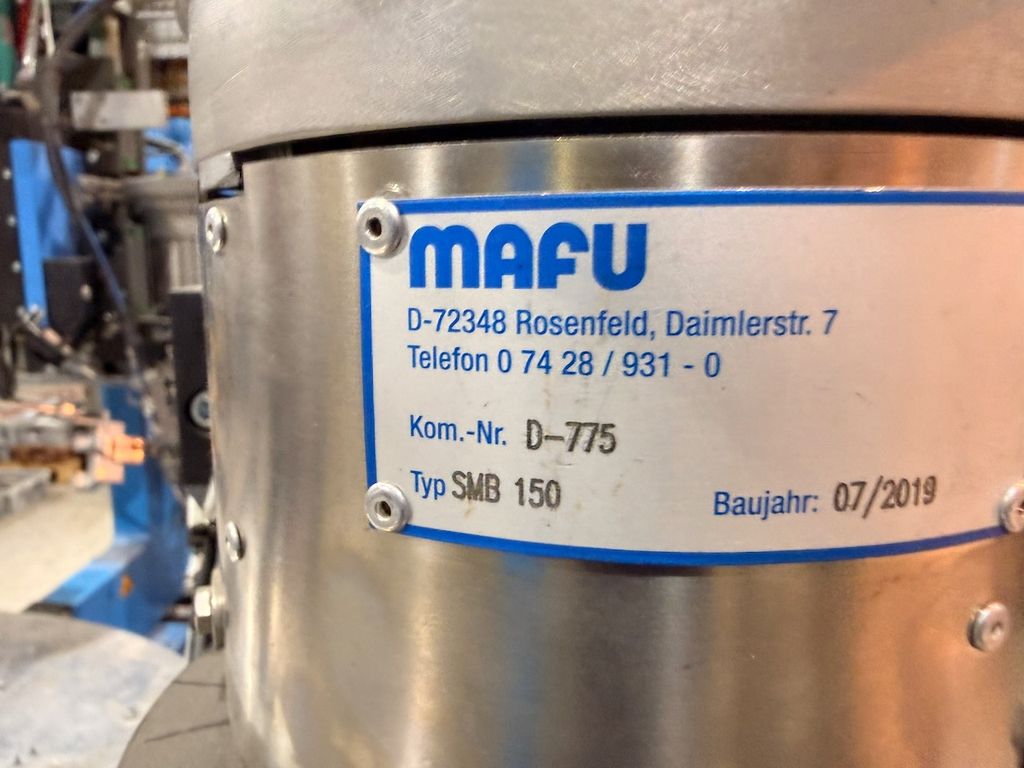 MAFU
D-72348 Rosenfeld, Daimlerstr. 7
Telefon 0 74 28 / 931 - 0
Kom.-Nr. D-775
Typ SMB 150 Baujahr: 07/2019